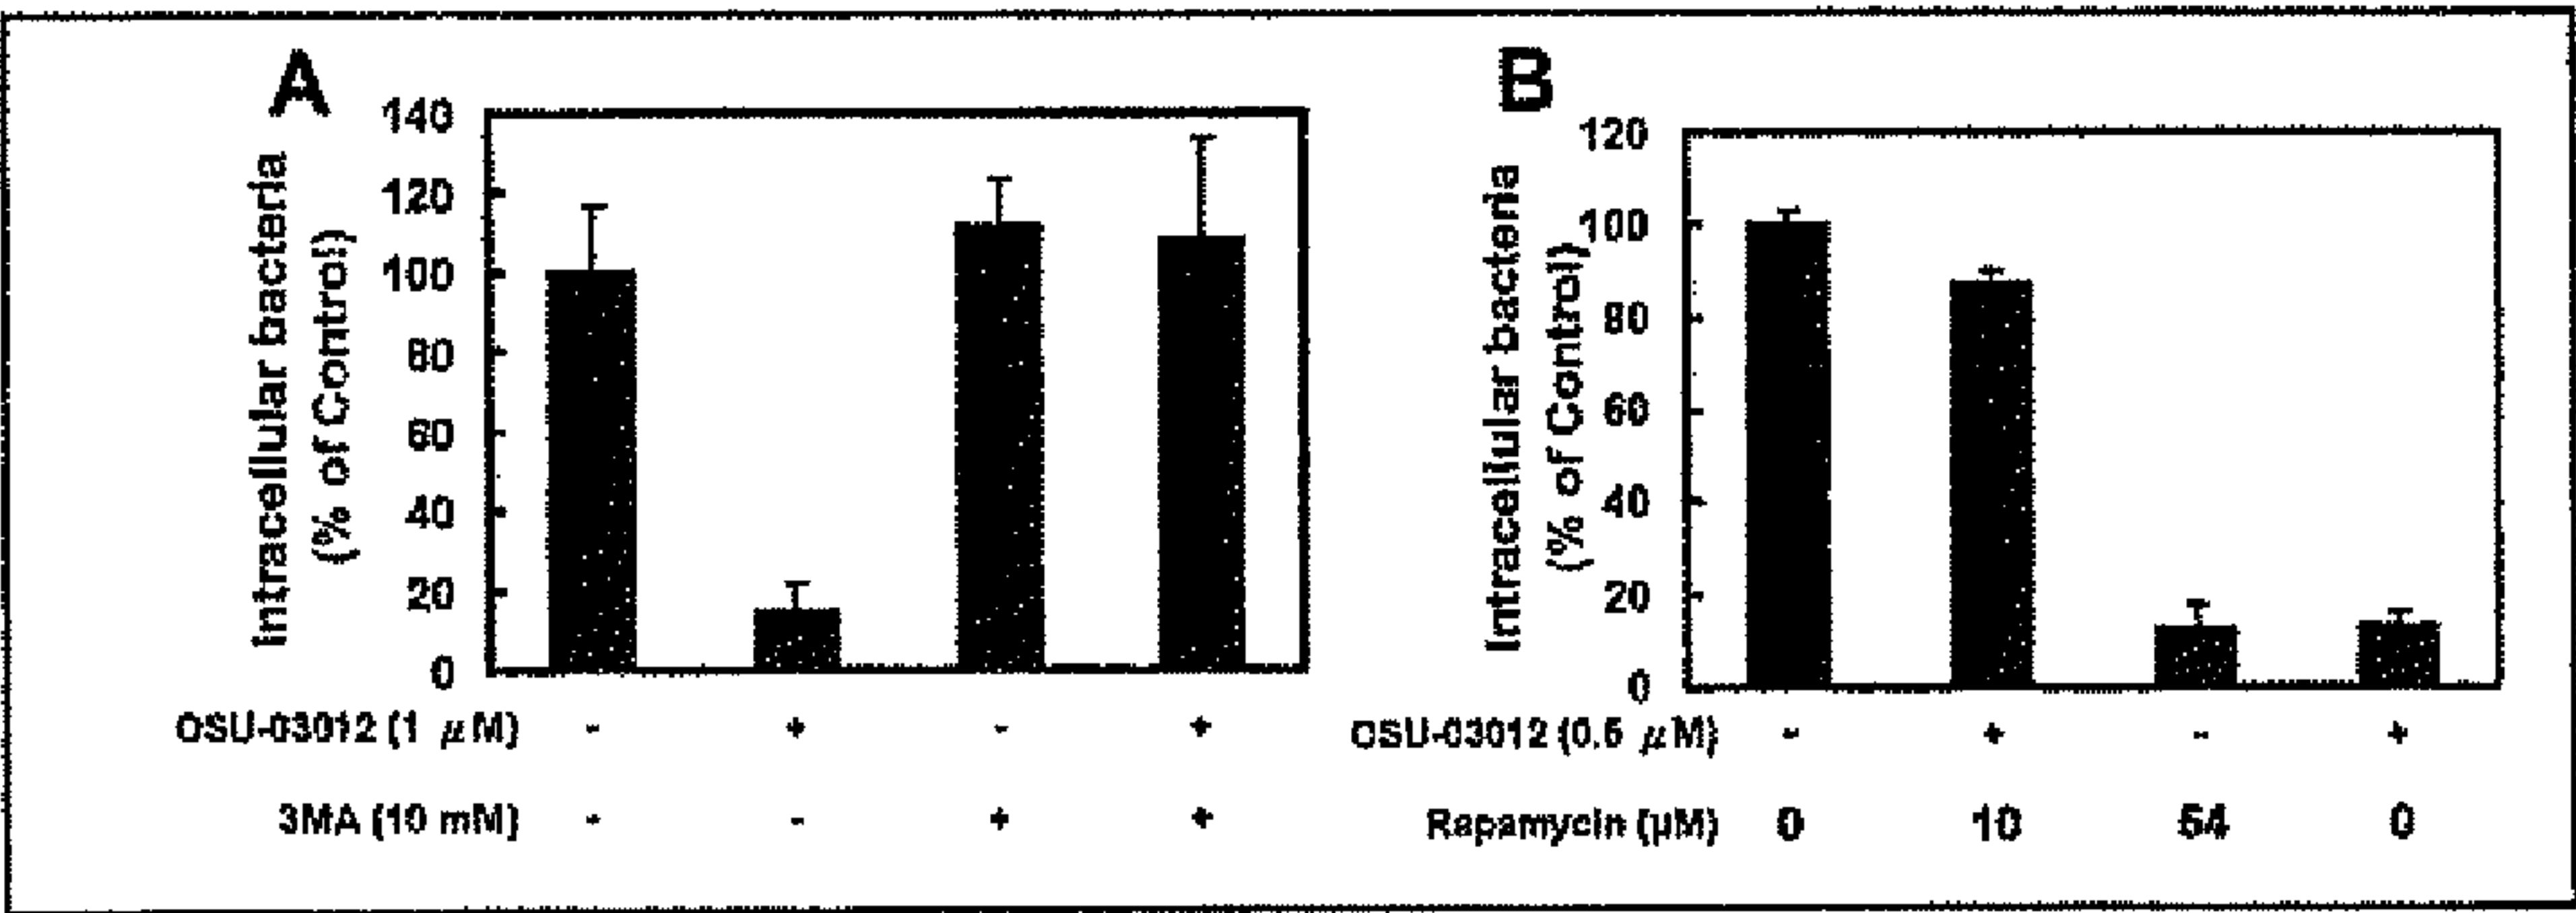 A
Intracellular bacteria
(% of Control)
140
120
100
80
60
40
20
0
OSU-03012 (1 μM) - + - +
3MA (10 mM) - - + +
B
Intracellular bacteria
(% of Control)
120
100
80
60
40
20
0
OSU-03012 (0.5 μM) - + - +
Rapamycin (μM) 0 10 54 0